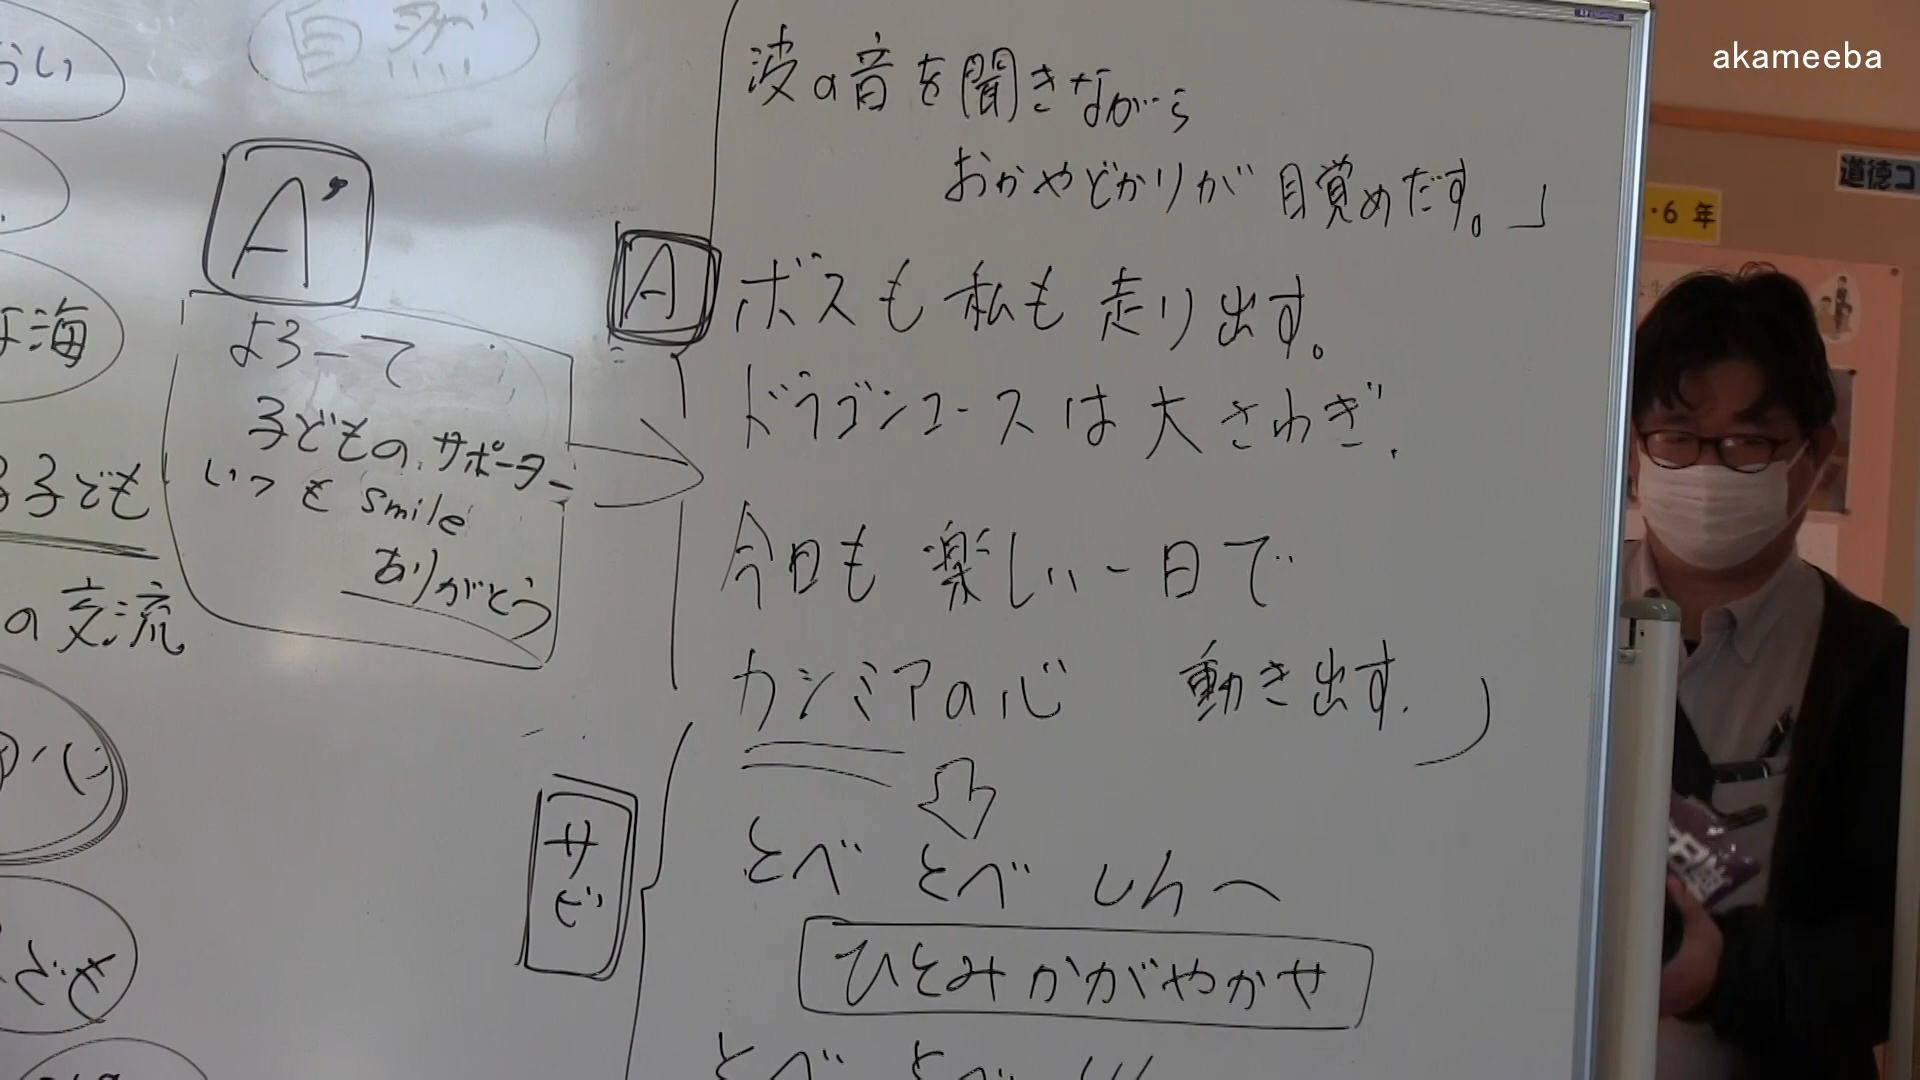 akameeba
道徳コ
・6年
自然
波の音を聞きながら
おかやどかりが 目覚めだす。」
A
ボスも 私も 走り出す。
ドラゴンコースは 大さわぎ.
今日も 楽しい一日で
カシミアの心 動き出す.
サビ
とべ とべ しんへ
ひとみ かがやかせ
とべ とべ
A'
よろーて
子どもの サポーター
いつも smile
ありがとう
海
子ども
の交流